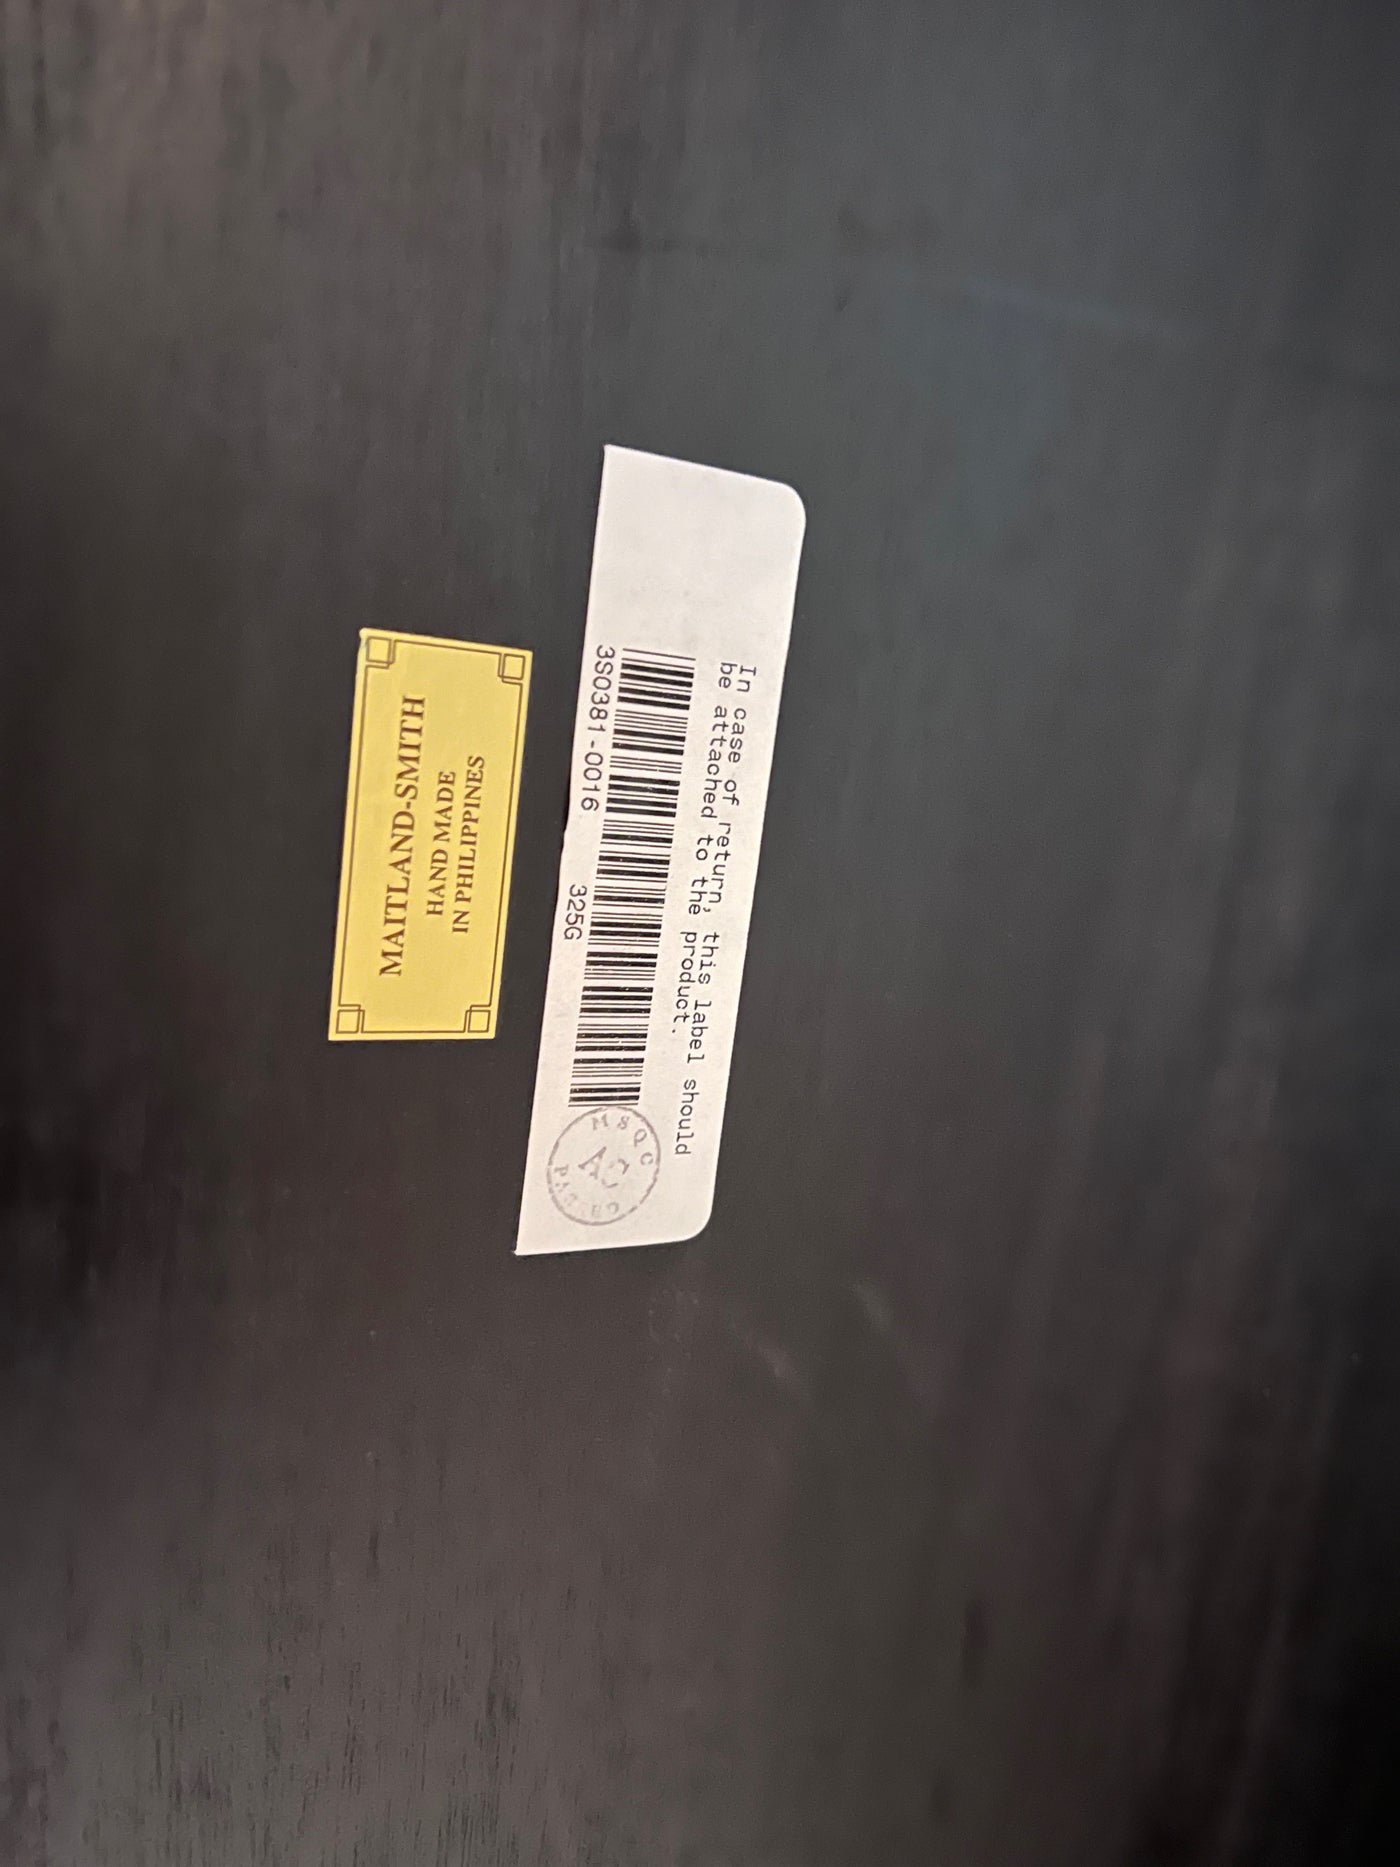 MAITLAND-SMITH
HAND MADE
IN PHILIPPINES
In case of return, this label should
be attached to the product.
3S0381-0016 325G
MSQC
AC